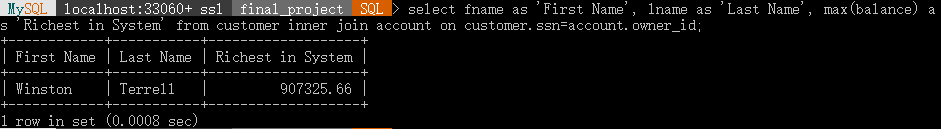 MySQL localhost:33060+ ssl final_project SQL > select fname as 'First Name', lname as 'Last Name', max(balance) a
s 'Richest in System' from customer inner join account on customer.ssn=account.owner_id;
+------------+-----------+-------------------+
| First Name | Last Name | Richest in System |
+------------+-----------+-------------------+
| Winston    | Terrell   |         907325.66 |
+------------+-----------+-------------------+
1 row in set (0.0008 sec)